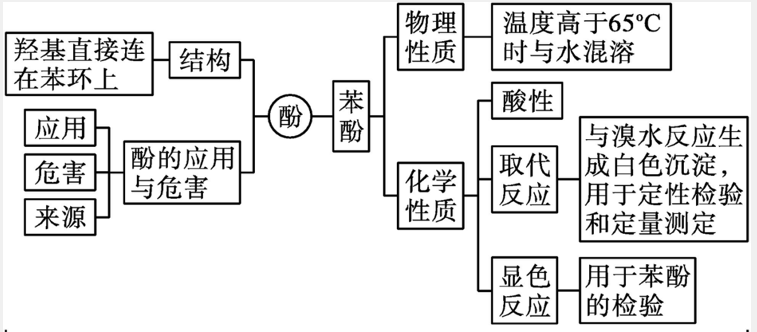 羟基直接连
在苯环上
结构
应用
危害
来源
酚的应用
与危害
酚
苯
酚
物理
性质
温度高于65℃
时与水混溶
化学
性质
酸性
取代
反应
与溴水反应生
成白色沉淀，
用于定性检验
和定量测定
显色
反应
用于苯酚
的检验